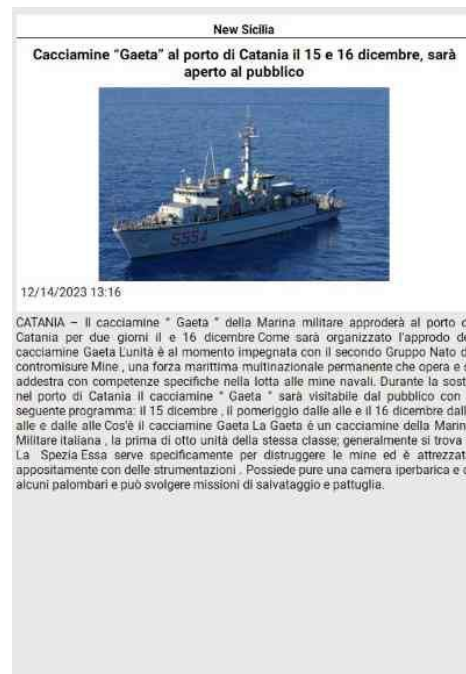 New Sicilia
Cacciamine "Gaeta" al porto di Catania il 15 e 16 dicembre, sarà
aperto al pubblico
12/14/2023 13:16
CATANIA – Il cacciamine " Gaeta " della Marina militare approderà al porto
Catania per due giorni il e 16 dicembre Come sarà organizzato l'approdo
cacciamine Gaeta L'unità è al momento impegnata con il secondo Gruppo Nato
contromisure Mine , una forza marittima multinazionale permanente che opera e
addestra con competenze specifiche nella lotta alle mine navali. Durante la
nel porto di Catania il cacciamine " Gaeta " sarà visitabile dal pubblico con
seguente programma: il 15 dicembre , il pomeriggio dalle alle e il 16 dicembre
alle e dalle alle Cos'è il cacciamine Gaeta La Gaeta è un cacciamine della
Militare italiana , la prima di otto unità della stessa classe; generalmente si trova
La Spezia Essa serve specificamente per distruggere le mine ed è
appositamente con delle strumentazioni . Possiede pure una camera iperbarica e
alcuni palombari e può svolgere missioni di salvataggio e pattuglia.